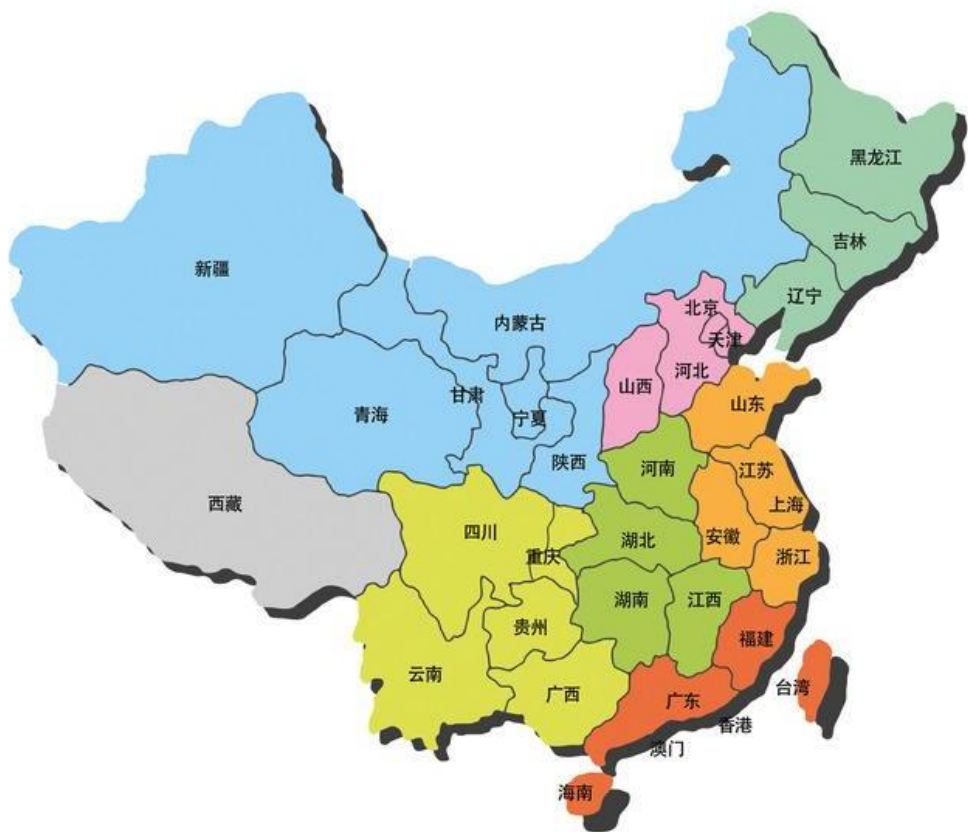 黑龙江
吉林
辽宁
新疆
内蒙古
北京
天津
河北
山西
甘肃
宁夏
青海
山东
陕西
河南
江苏
上海
西藏
四川
重庆
湖北
安徽
浙江
湖南
江西
贵州
福建
云南
广西
广东
台湾
香港
澳门
海南